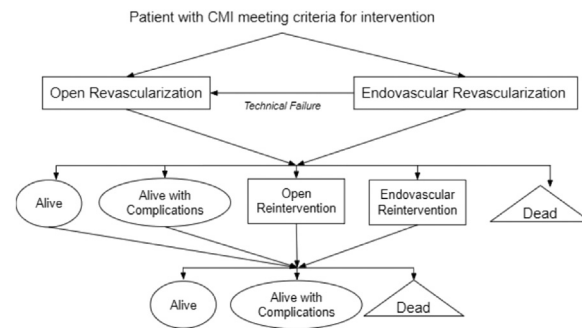 Patient with CMI meeting criteria for intervention
Open Revascularization
Endovascular Revascularization
Technical Failure
Alive
Alive with
Complications
Open
Reintervention
Endovascular
Reintervention
Dead
Alive
Alive with
Complications
Dead